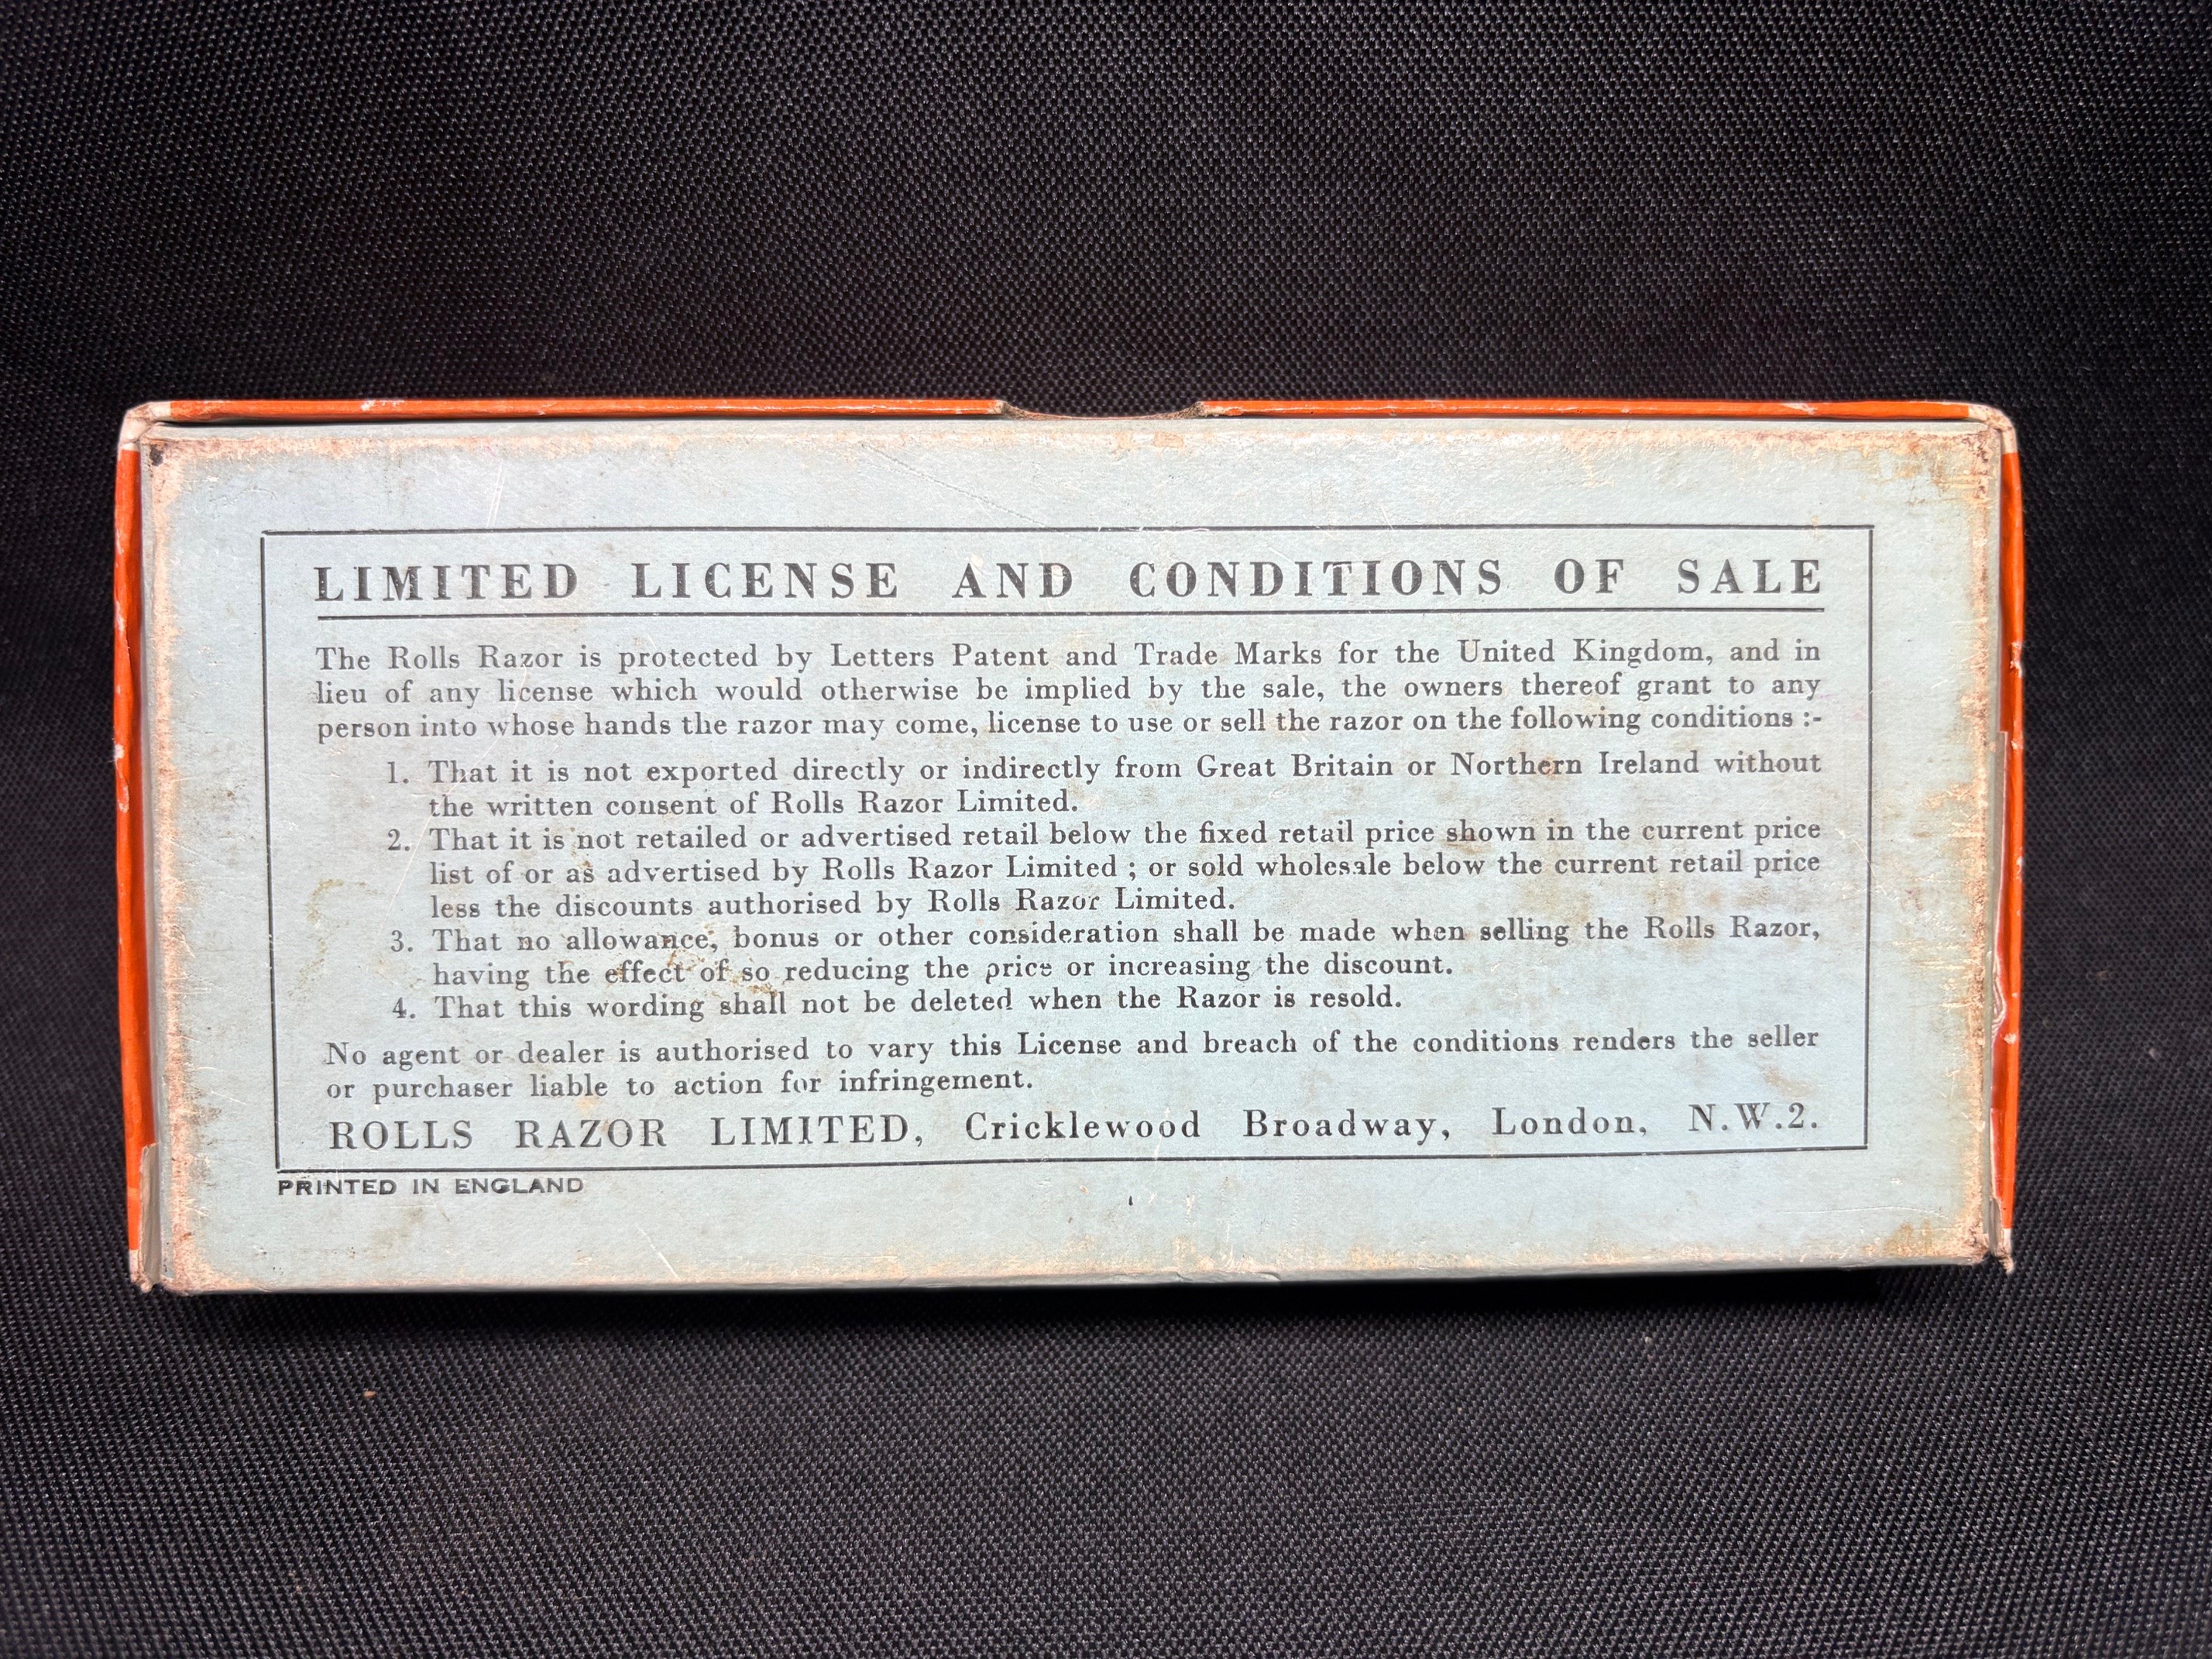 LIMITED LICENSE AND CONDITIONS OF SALE
The Rolls Razor is protected by Letters Patent and Trade Marks for the United Kingdom, and in
lieu of any license which would otherwise be implied by the sale, the owners thereof grant to any
person into whose hands the razor may come, license to use or sell the razor on the following conditions :-
1. That it is not exported directly or indirectly from Great Britain or Northern Ireland without
the written consent of Rolls Razor Limited.
2. That it is not retailed or advertised retail below the fixed retail price shown in the current price
list of or as advertised by Rolls Razor Limited ; or sold wholesale below the current retail price
less the discounts authorised by Rolls Razor Limited.
3. That no allowance, bonus or other consideration shall be made when selling the Rolls Razor,
having the effect of so reducing the price or increasing the discount.
4. That this wording shall not be deleted when the Razor is resold.
No agent or dealer is authorised to vary this License and breach of the conditions renders the seller
or purchaser liable to action for infringement.
ROLLS RAZOR LIMITED, Cricklewood Broadway, London, N.W.2.
PRINTED IN ENGLAND